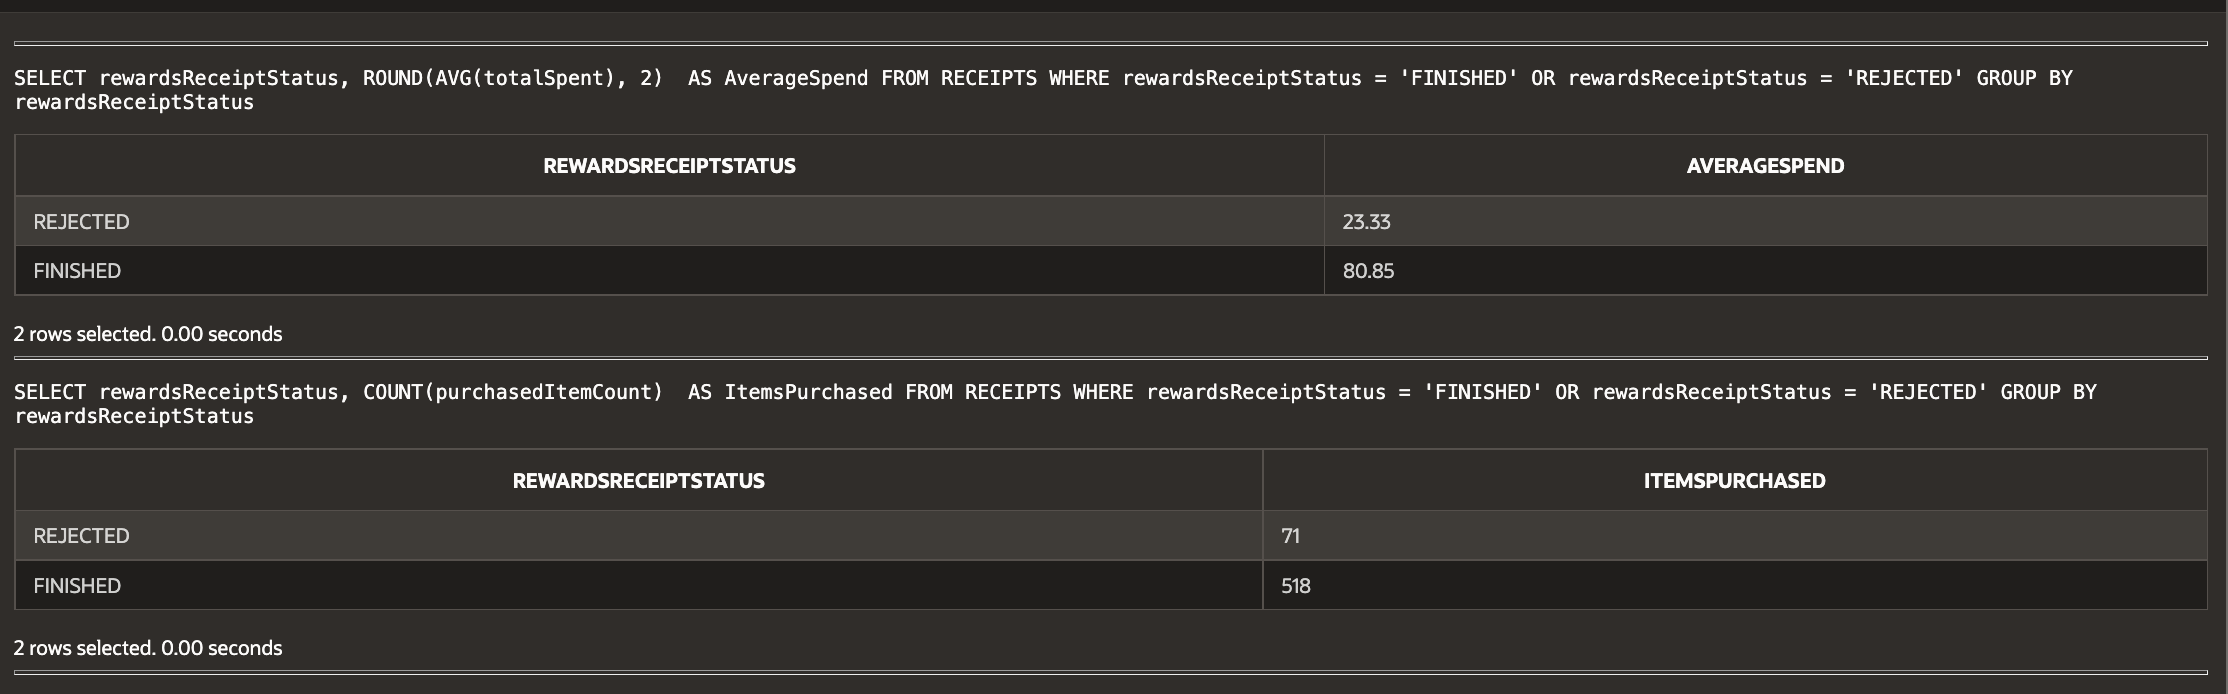 SELECT rewardsReceiptStatus, ROUND(AVG(totalSpent), 2)  AS AverageSpend FROM RECEIPTS WHERE rewardsReceiptStatus = 'FINISHED' OR rewardsReceiptStatus = 'REJECTED' GROUP BY
rewardsReceiptStatus
REWARDSRECEIPTSTATUS AVERAGESPEND
REJECTED 23.33
FINISHED 80.85
2 rows selected. 0.00 seconds
SELECT rewardsReceiptStatus, COUNT(purchasedItemCount)  AS ItemsPurchased FROM RECEIPTS WHERE rewardsReceiptStatus = 'FINISHED' OR rewardsReceiptStatus = 'REJECTED' GROUP BY
rewardsReceiptStatus
REWARDSRECEIPTSTATUS ITEMSPURCHASED
REJECTED 71
FINISHED 518
2 rows selected. 0.00 seconds